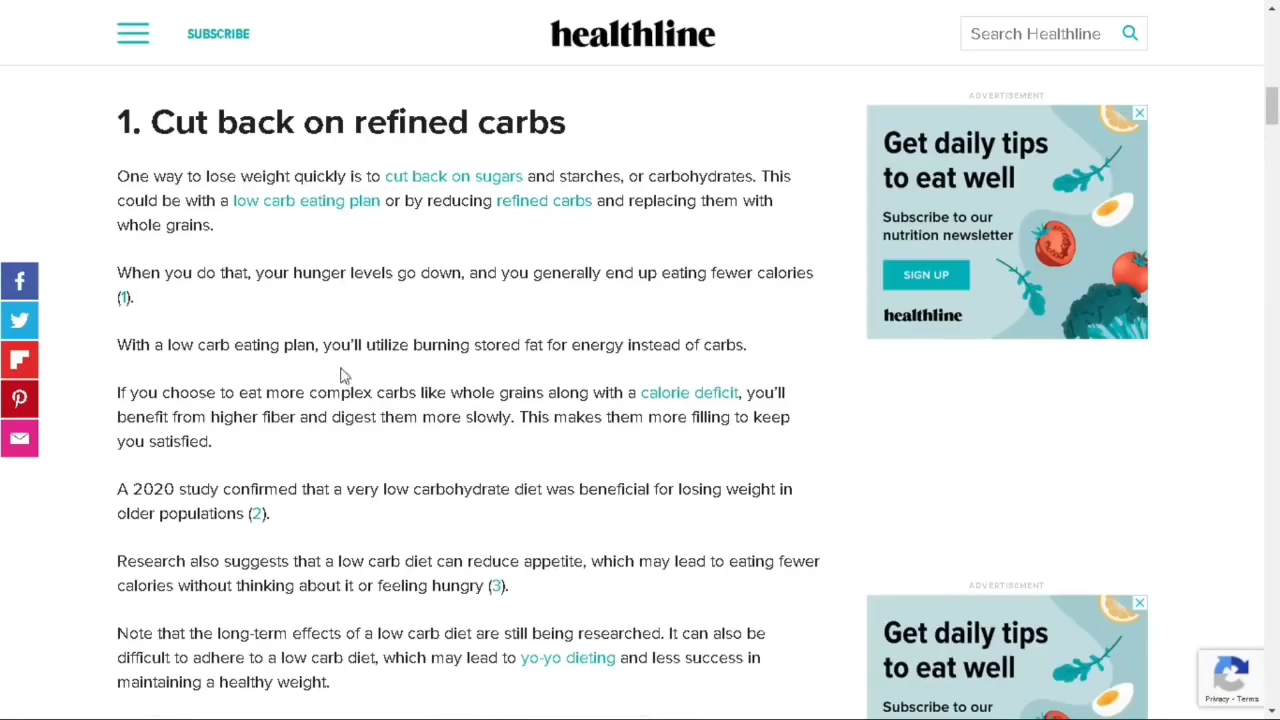 SUBSCRIBE
healthline
Search Healthline
1. Cut back on refined carbs
One way to lose weight quickly is to cut back on sugars and starches, or carbohydrates. This
could be with a low carb eating plan or by reducing refined carbs and replacing them with
whole grains.
When you do that, your hunger levels go down, and you generally end up eating fewer calories
(1).
With a low carb eating plan, you’ll utilize burning stored fat for energy instead of carbs.
If you choose to eat more complex carbs like whole grains along with a calorie deficit, you’ll
benefit from higher fiber and digest them more slowly. This makes them more filling to keep
you satisfied.
A 2020 study confirmed that a very low carbohydrate diet was beneficial for losing weight in
older populations (2).
Research also suggests that a low carb diet can reduce appetite, which may lead to eating fewer
calories without thinking about it or feeling hungry (3).
Note that the long-term effects of a low carb diet are still being researched. It can also be
difficult to adhere to a low carb diet, which may lead to yo-yo dieting and less success in
maintaining a healthy weight.
ADVERTISEMENT
Get daily tips
to eat well
Subscribe to our
nutrition newsletter
SIGN UP
healthline
ADVERTISEMENT
Get daily tips
to eat well
Subscribe to our
Privacy - Terms